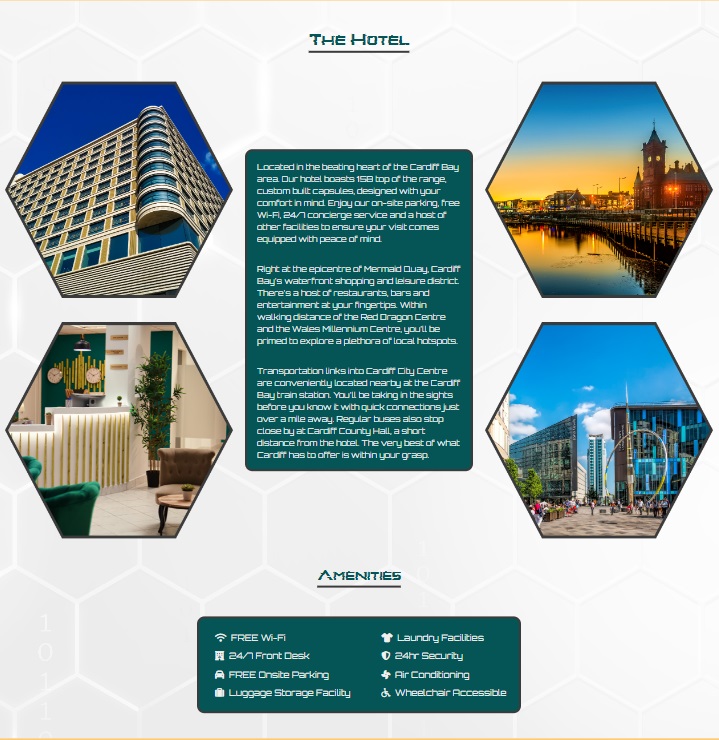 The Hotel
Located in the beating heart of the Cardiff Bay
area. Our hotel boasts 158 top of the range,
custom built capsules, designed with your
comfort in mind. Enjoy our on-site parking, free
Wi-Fi, 24/7 concierge service and a host of
other facilities to ensure your visit comes
equipped with peace of mind.
Right at the epicentre of Mermaid Quay, Cardiff
Bay's waterfront shopping and leisure district.
There's a host of restaurants, bars and
entertainment at your fingertips. Within
walking distance of the Red Dragon Centre
and the Wales Millennium Centre, you'll be
primed to explore a plethora of local hotspots.
Transportation links into Cardiff City Centre
are conveniently located nearby at the Cardiff
Bay train station. You'll be taking in the sights
before you know it with quick connections just
over a mile away. Regular buses also stop
close by at Cardiff County Hall, a short
distance from the hotel. The very best of what
Cardiff has to offer is within your grasp.
Amenities
FREE Wi-Fi
24/7 Front Desk
FREE Onsite Parking
Luggage Storage Facility
Laundry Facilities
24hr Security
Air Conditioning
Wheelchair Accessible
1
0
1
1